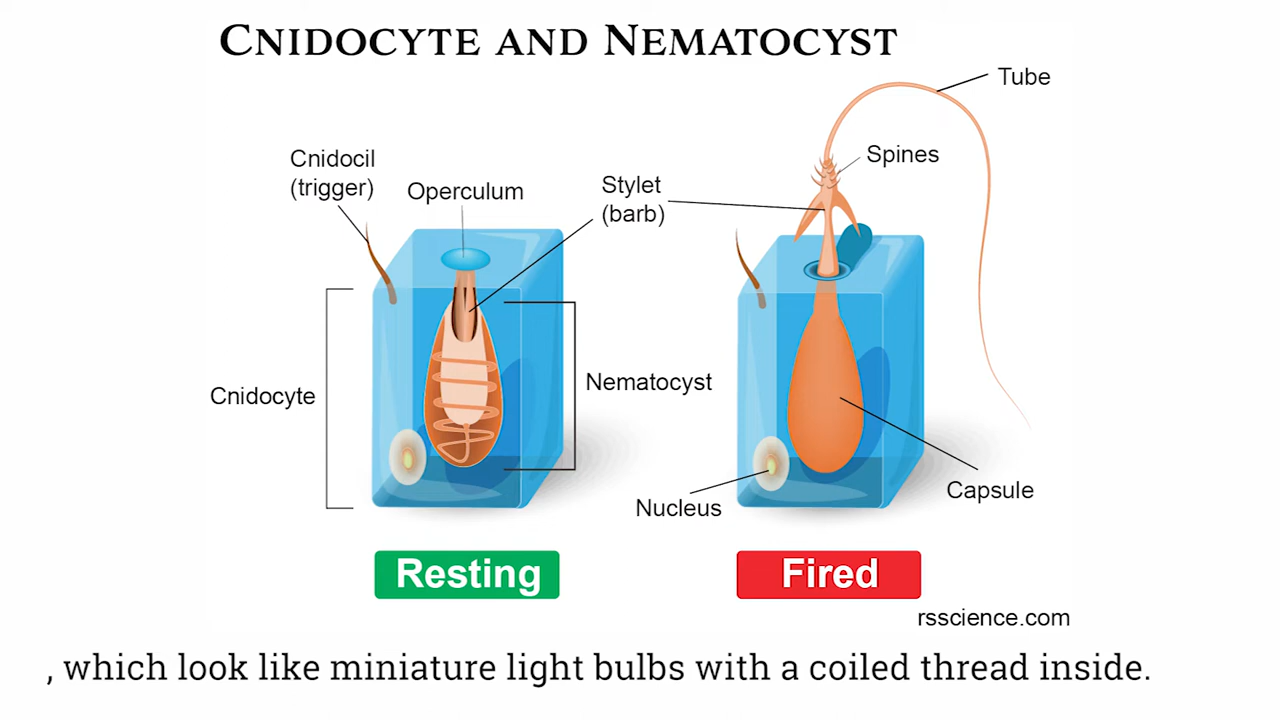 CNIDOCYTE AND NEMATOCYST
Tube
Cnidocil
(trigger)
Operculum
Stylet
(barb)
Spines
Cnidocyte
Nematocyst
Nucleus
Capsule
Resting
Fired
rsscience.com
, which look like miniature light bulbs with a coiled thread inside.